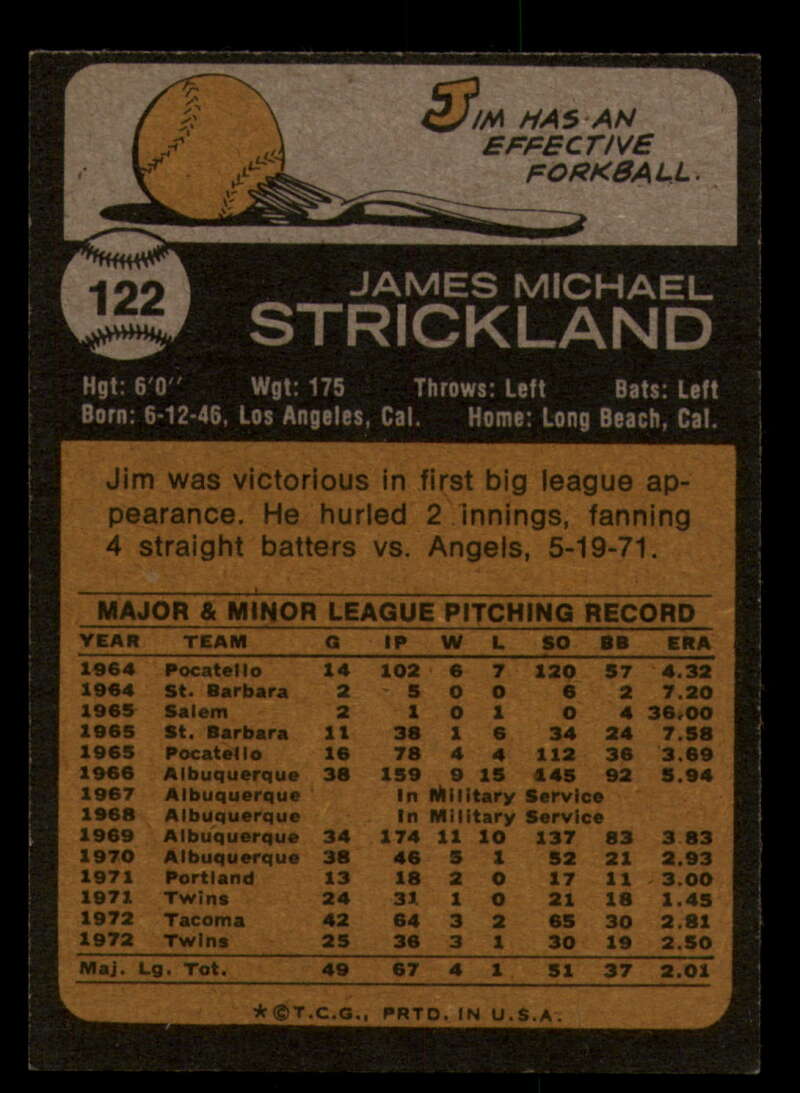 JIM HAS AN
EFFECTIVE
FORKBALL.
122
JAMES MICHAEL
STRICKLAND
Hgt: 6'0" Wgt: 175 Throws: Left Bats: Left
Born: 6-12-46, Los Angeles, Cal. Home: Long Beach, Cal.
Jim was victorious in first big league ap-
pearance. He hurled 2 innings, fanning
4 straight batters vs. Angels, 5-19-71.
MAJOR & MINOR LEAGUE PITCHING RECORD
YEAR TEAM G IP W L SO BB ERA
1964 Pocatello 14 102 6 7 120 57 4.32
1964 St. Barbara 2 5 0 0 6 2 7.20
1965 Salem 2 1 0 1 0 4 36.00
1965 St. Barbara 11 38 1 6 34 24 7.58
1965 Pocatello 16 78 4 4 112 36 3.69
1966 Albuquerque 38 159 9 15 145 92 5.94
1967 Albuquerque In Military Service
1968 Albuquerque In Military Service
1969 Albuquerque 34 174 11 10 137 83 3.83
1970 Albuquerque 38 46 5 1 52 21 2.93
1971 Portland 13 18 2 0 17 11 3.00
1971 Twins 24 31 1 0 21 18 1.45
1972 Tacoma 42 64 3 2 65 30 2.81
1972 Twins 25 36 3 1 30 19 2.50
Maj. Lg. Tot. 49 67 4 1 51 37 2.01
*©T.C.G., PRTD. IN U.S.A.